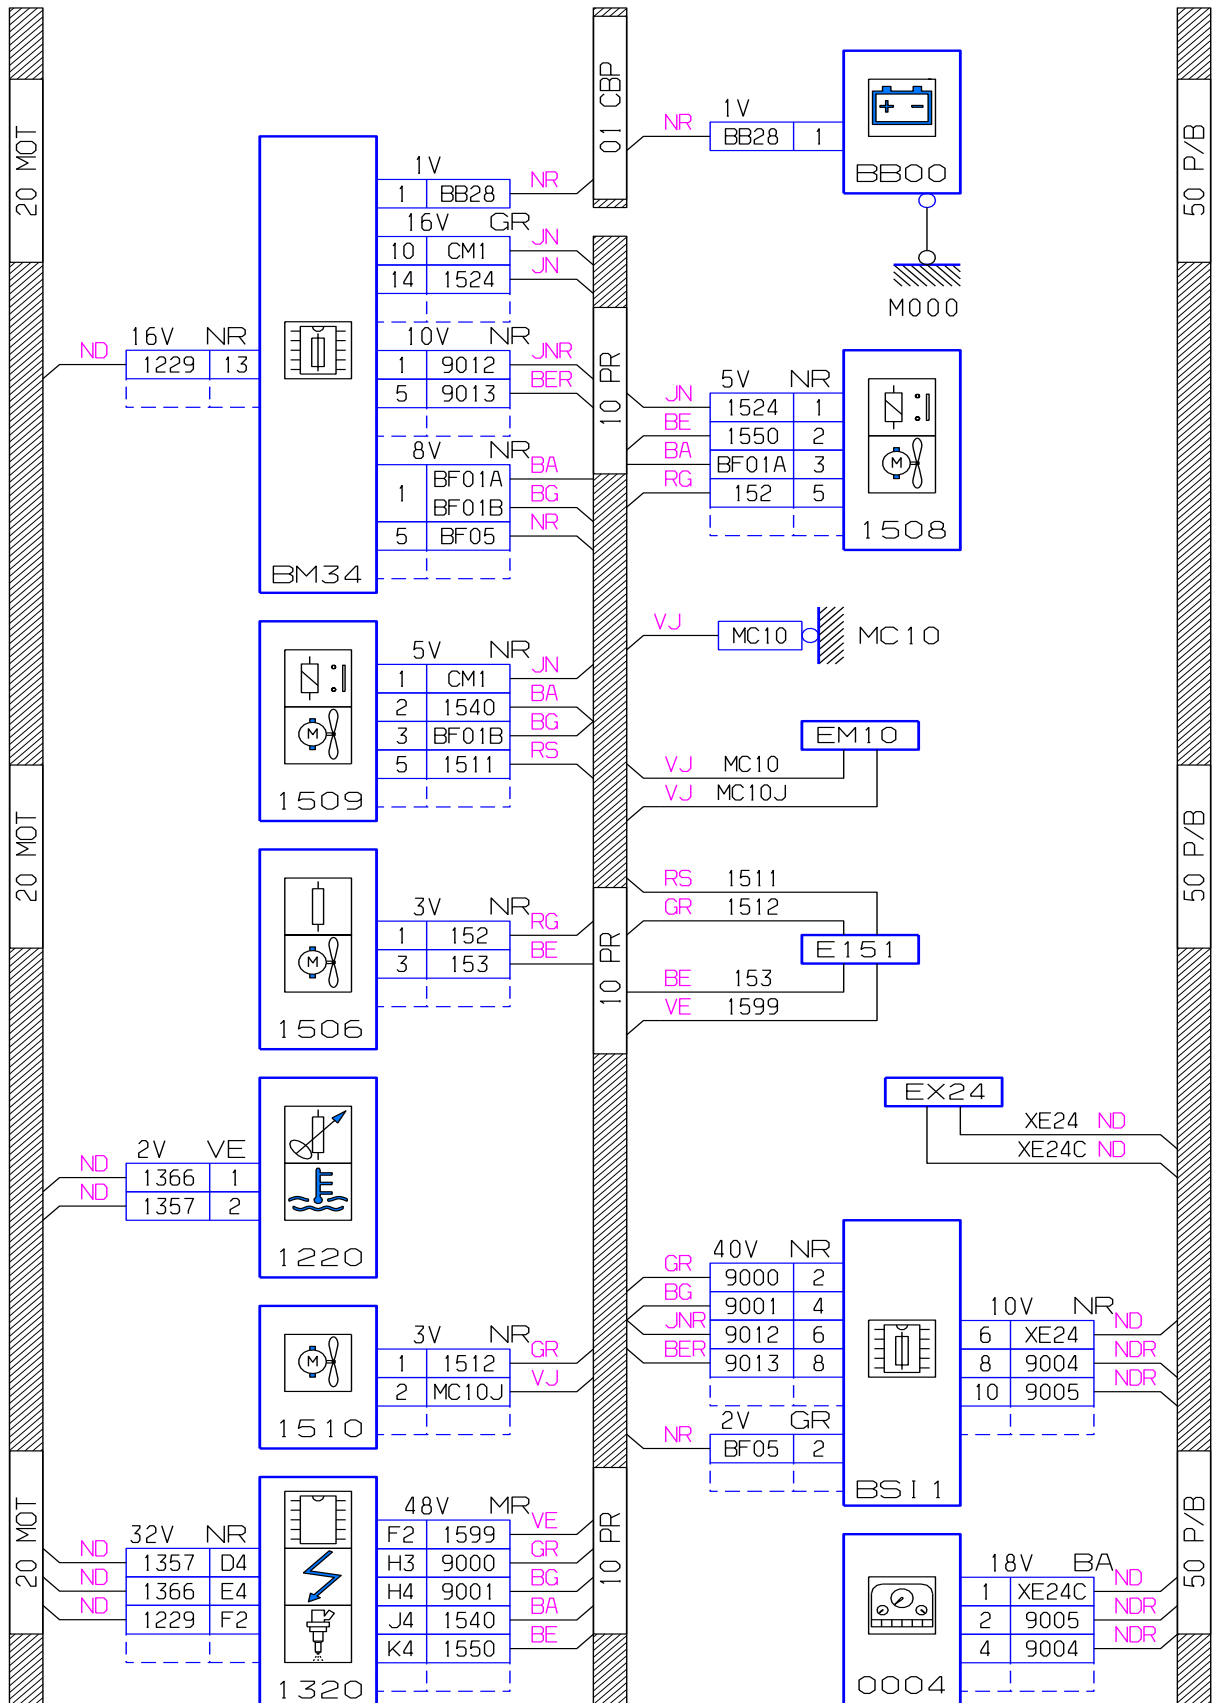 20 MOT
01 CBP
50 P/B
1V
NR BB28 1
BB00
M000
1V
1 BB28 NR
16V GR
10 CM1 JN
14 1524 JN
10V NR
1 9012 JNR
5 9013 BER
8V NR
1 BF01A BA
BF01B BG
5 BF05 NR
16V NR
ND 1229 13
BM34
10 PR
5V NR
JN 1524 1
BE 1550 2
BA BF01A 3
RG 152 5
M
1508
VJ MC10 MC10
5V NR
1 CM1 JN
2 1540 BA
3 BF01B BG
5 1511 RS
M
1509
EM10
VJ MC10
VJ MC10J
20 MOT
50 P/B
3V NR
1 152 RG
3 153 BE
M
1506
10 PR
RS 1511
GR 1512
E151
BE 153
VE 1599
EX24
XE24 ND
XE24C ND
2V VE
ND 1366 1
ND 1357 2
1220
40V NR
GR 9000 2
BG 9001 4
JNR 9012 6
BER 9013 8
2V GR
NR BF05 2
10V NR
6 XE24 ND
8 9004 NDR
10 9005 NDR
BSI1
3V NR
1 1512 GR
2 MC10J VJ
M
1510
20 MOT
10 PR
50 P/B
32V NR
ND 1357 D4
ND 1366 E4
ND 1229 F2
48V MR
F2 1599 VE
H3 9000 GR
H4 9001 BG
J4 1540 BA
K4 1550 BE
1320
18V BA
1 XE24C ND
2 9005 NDR
4 9004 NDR
0004